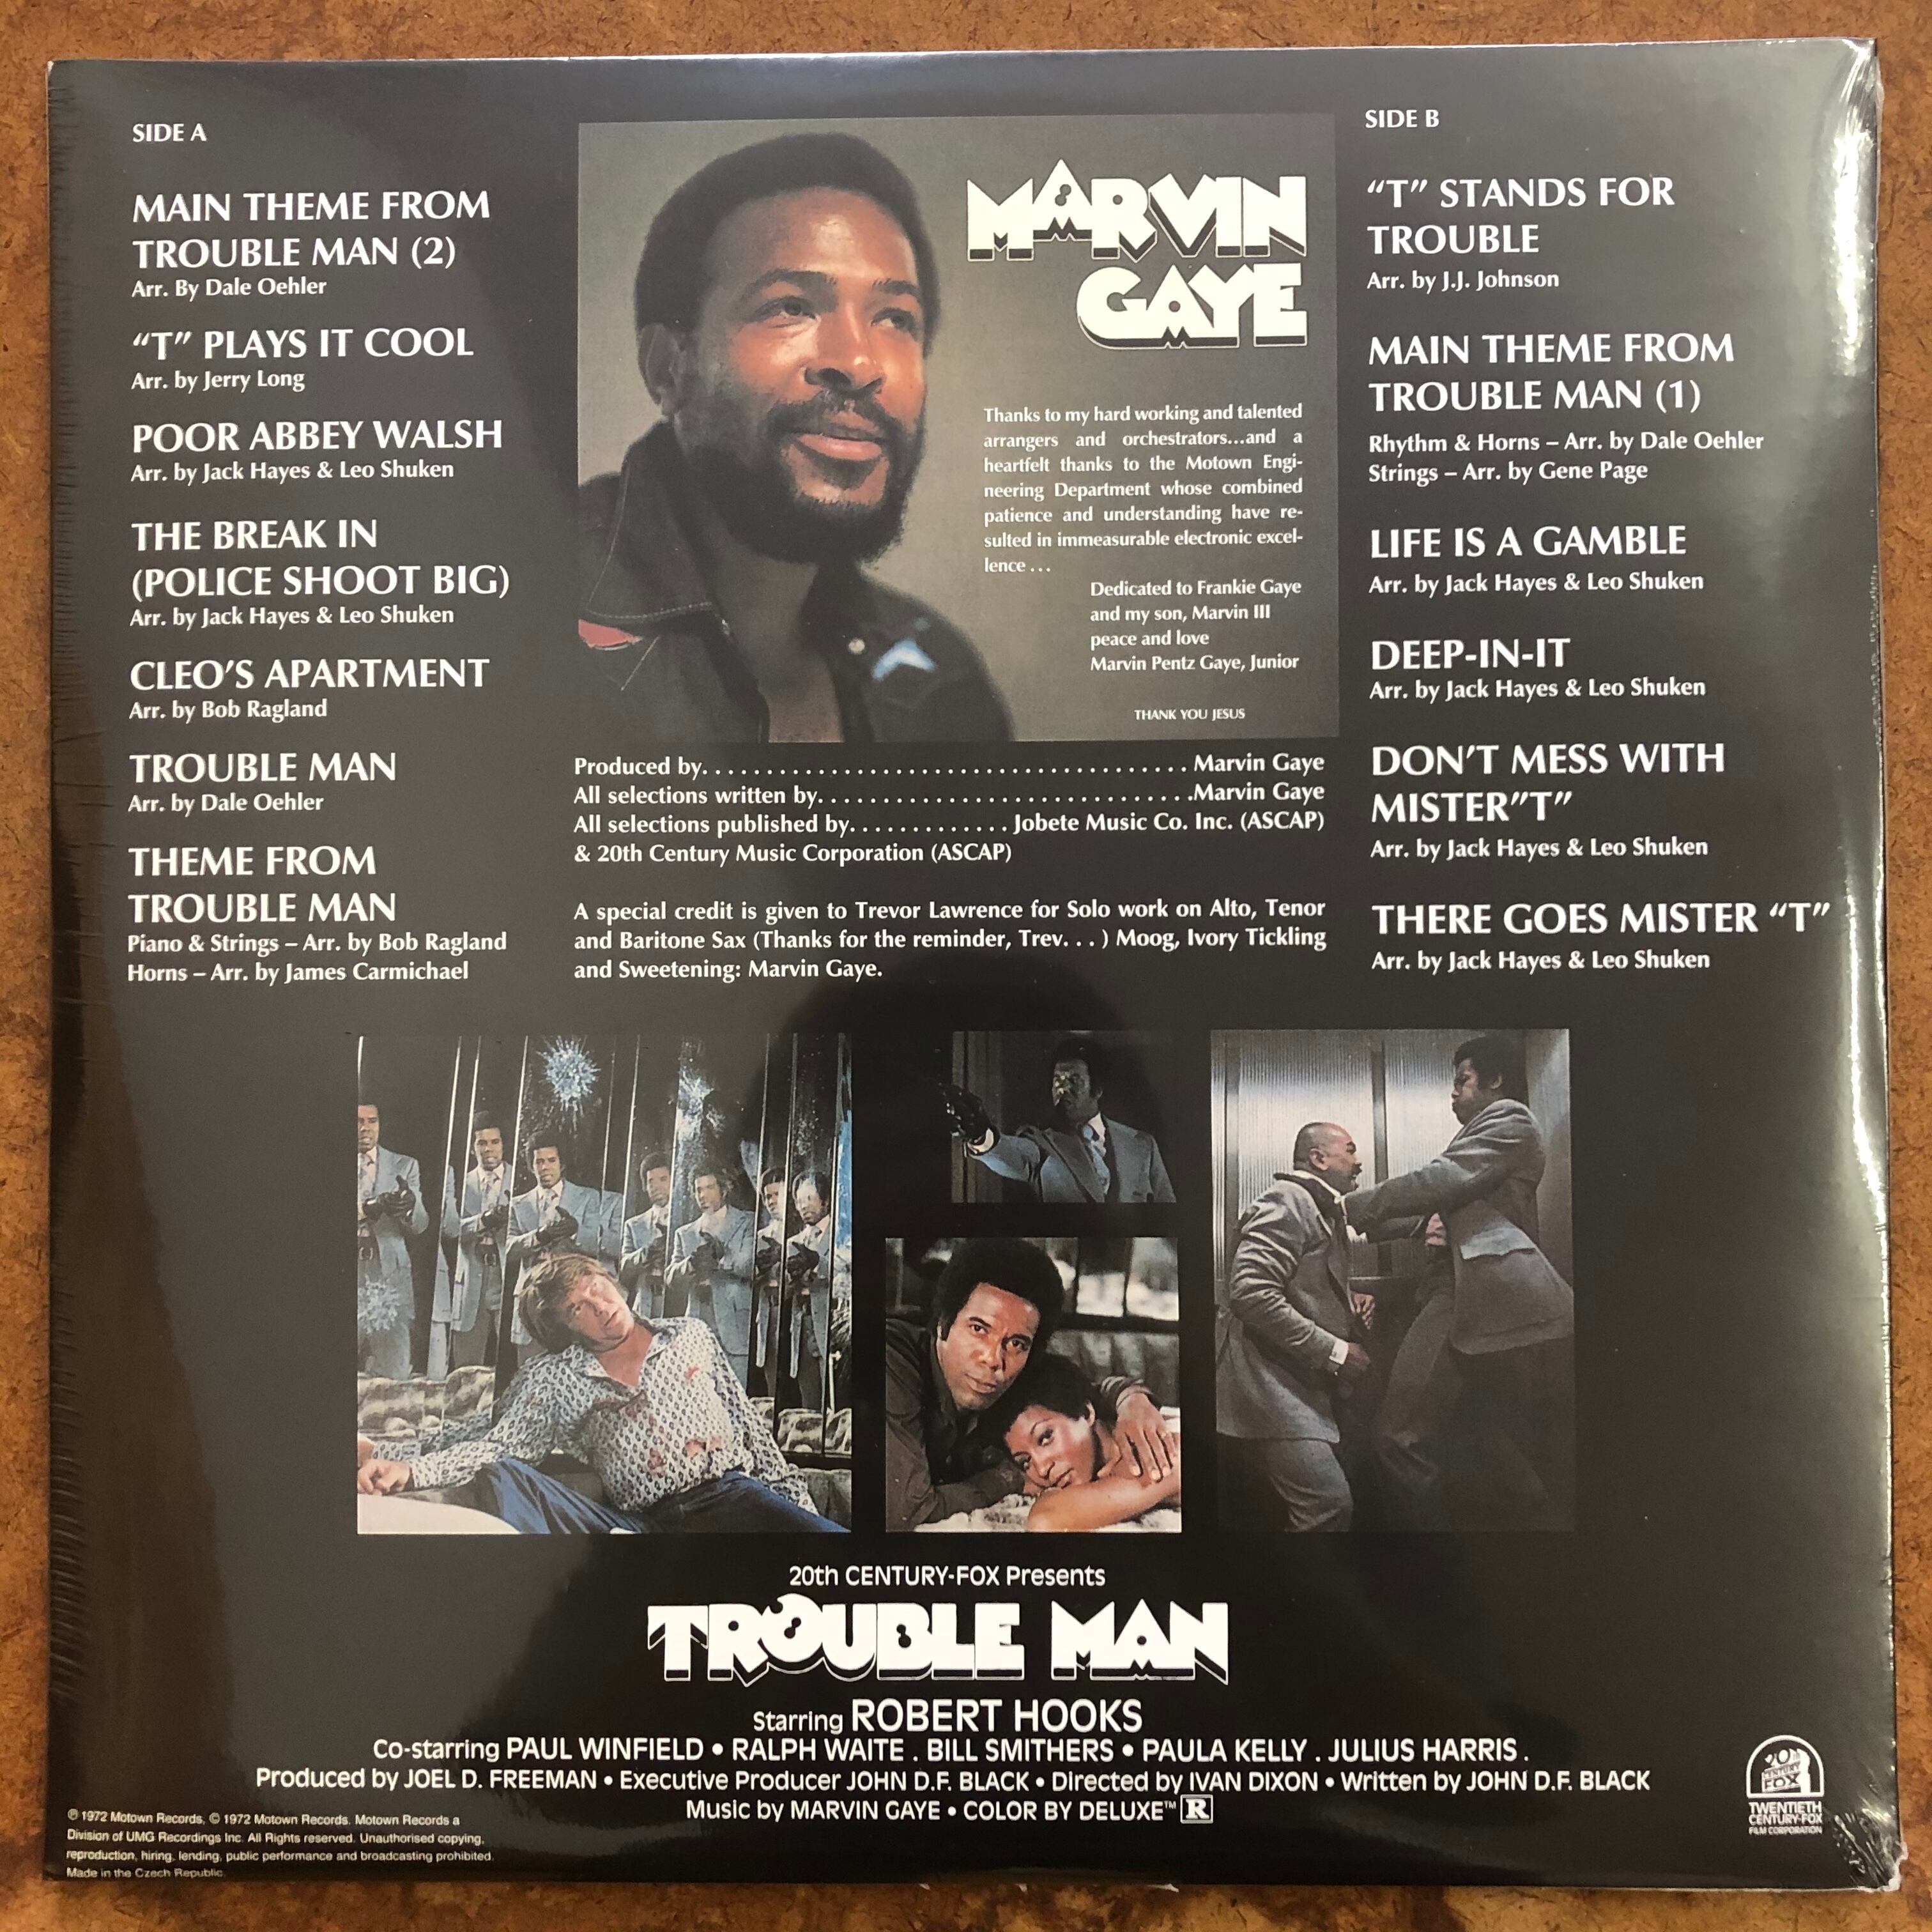 SIDE A
MAIN THEME FROM
TROUBLE MAN (2)
Arr. By Dale Oehler
“T” PLAYS IT COOL
Arr. by Jerry Long
POOR ABBEY WALSH
Arr. by Jack Hayes & Leo Shuken
THE BREAK IN
(POLICE SHOOT BIG)
Arr. by Jack Hayes & Leo Shuken
CLEO’S APARTMENT
Arr. by Bob Ragland
TROUBLE MAN
Arr. by Dale Oehler
THEME FROM
TROUBLE MAN
Piano & Strings – Arr. by Bob Ragland
Horns – Arr. by James Carmichael
MARVIN
GAYE
Thanks to my hard working and talented
arrangers and orchestrators...and a
heartfelt thanks to the Motown Engi-
neering Department whose combined
patience and understanding have re-
sulted in immeasurable electronic excel-
lence ...
Dedicated to Frankie Gaye
and my son, Marvin III
peace and love
Marvin Pentz Gaye, Junior
THANK YOU JESUS
Produced by. . . . . . . . . . . . . . . . . . . . . . . . . . . . . . . . . . . . . . Marvin Gaye
All selections written by. . . . . . . . . . . . . . . . . . . . . . . . . . . . .Marvin Gaye
All selections published by. . . . . . . . . . . . . Jobete Music Co. Inc. (ASCAP)
& 20th Century Music Corporation (ASCAP)
A special credit is given to Trevor Lawrence for Solo work on Alto, Tenor
and Baritone Sax (Thanks for the reminder, Trev. . . ) Moog, Ivory Tickling
and Sweetening: Marvin Gaye.
SIDE B
“T” STANDS FOR
TROUBLE
Arr. by J.J. Johnson
MAIN THEME FROM
TROUBLE MAN (1)
Rhythm & Horns – Arr. by Dale Oehler
Strings – Arr. by Gene Page
LIFE IS A GAMBLE
Arr. by Jack Hayes & Leo Shuken
DEEP-IN-IT
Arr. by Jack Hayes & Leo Shuken
DON’T MESS WITH
MISTER”T”
Arr. by Jack Hayes & Leo Shuken
THERE GOES MISTER “T”
Arr. by Jack Hayes & Leo Shuken
20th CENTURY-FOX Presents
TROUBLE MAN
Starring ROBERT HOOKS
Co-starring PAUL WINFIELD • RALPH WAITE . BILL SMITHERS • PAULA KELLY . JULIUS HARRIS .
Produced by JOEL D. FREEMAN • Executive Producer JOHN D.F. BLACK • Directed by IVAN DIXON • Written by JOHN D.F. BLACK
Music by MARVIN GAYE • COLOR BY DELUXE™ R
℗ 1972 Motown Records, © 1972 Motown Records. Motown Records a
Division of UMG Recordings Inc. All Rights reserved. Unauthorised copying,
reproduction, hiring, lending, public performance and broadcasting prohibited.
Made in the Czech Republic.
20th
CENTURY
FOX
TWENTIETH
CENTURY-FOX
FILM CORPORATION